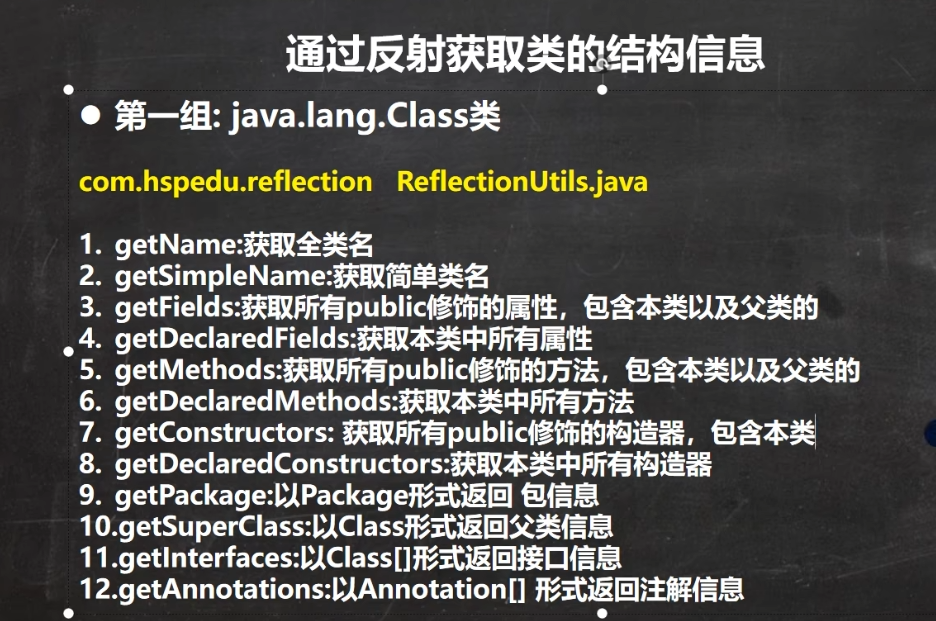 通过反射获取类的结构信息
● 第一组: java.lang.Class类
com.hspedu.reflection ReflectionUtils.java
1. getName:获取全类名
2. getSimpleName:获取简单类名
3. getFields:获取所有public修饰的属性，包含本类以及父类的
4. getDeclaredFields:获取本类中所有属性
5. getMethods:获取所有public修饰的方法，包含本类以及父类的
6. getDeclaredMethods:获取本类中所有方法
7. getConstructors: 获取所有public修饰的构造器，包含本类
8. getDeclaredConstructors:获取本类中所有构造器
9. getPackage:以Package形式返回 包信息
10.getSuperClass:以Class形式返回父类信息
11.getInterfaces:以Class[]形式返回接口信息
12.getAnnotations:以Annotation[] 形式返回注解信息